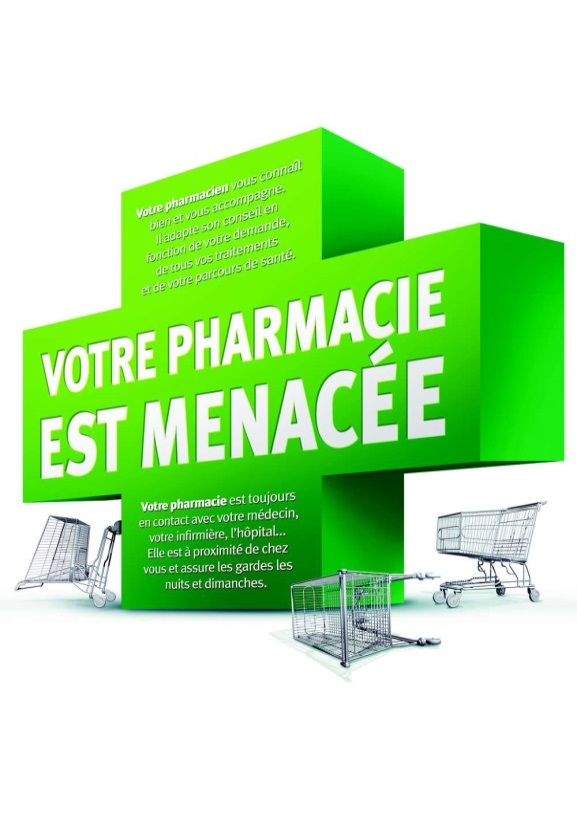 Votre pharmacien vous connaît
bien et vous accompagne.
Il adapte son conseil en
fonction de votre demande,
de tous vos traitements
et de votre parcours de santé.
VOTRE PHARMACIE
EST MENACÉE
Votre pharmacie est toujours
en contact avec votre médecin,
votre infirmière, l'hôpital...
Elle est à proximité de chez
vous et assure les gardes les
nuits et dimanches.